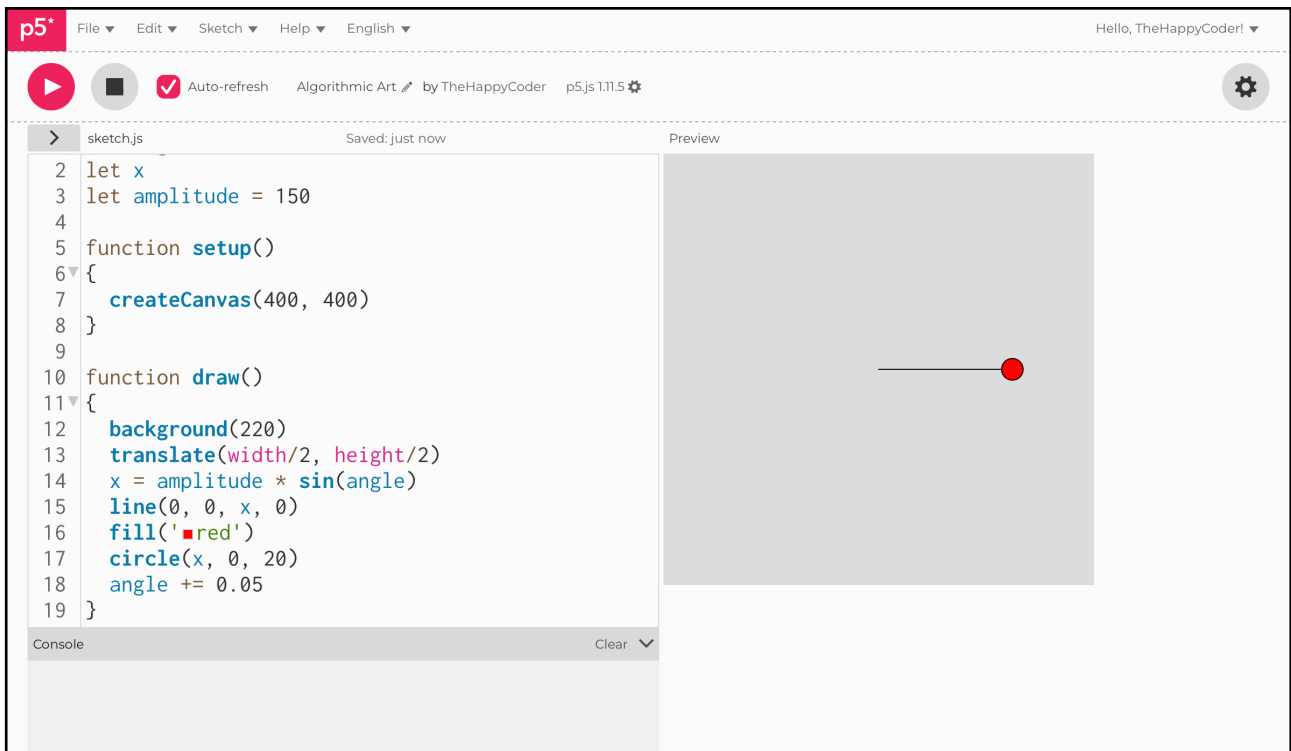 p5* File Edit Sketch Help English Hello, TheHappyCoder!
Auto-refresh Algorithmic Art by TheHappyCoder p5.js 1.11.5
sketch.js Saved: just now Preview
2 let x
3 let amplitude = 150
4
5 function setup()
6 {
7 createCanvas(400, 400)
8 }
9
10 function draw()
11 {
12 background(220)
13 translate(width/2, height/2)
14 x = amplitude * sin(angle)
15 line(0, 0, x, 0)
16 fill('red')
17 circle(x, 0, 20)
18 angle += 0.05
19 }
Console Clear